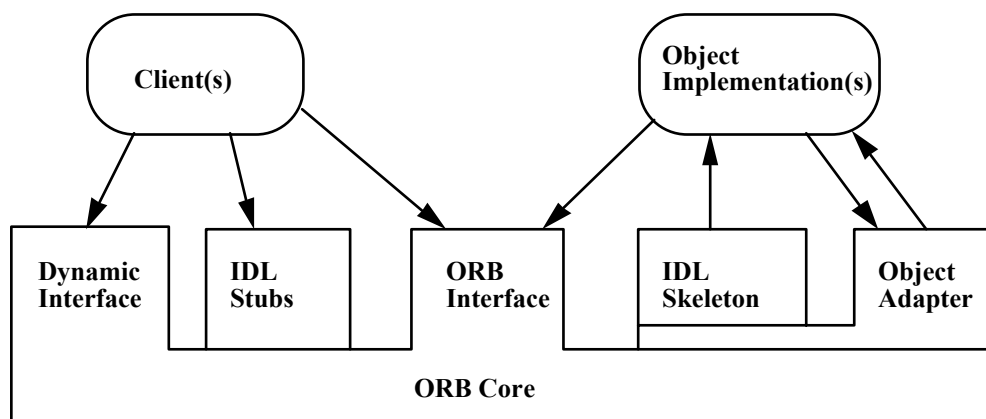 Client(s)
Object
Implementation(s)
Dynamic
Interface
IDL
Stubs
ORB
Interface
IDL
Skeleton
Object
Adapter
ORB Core